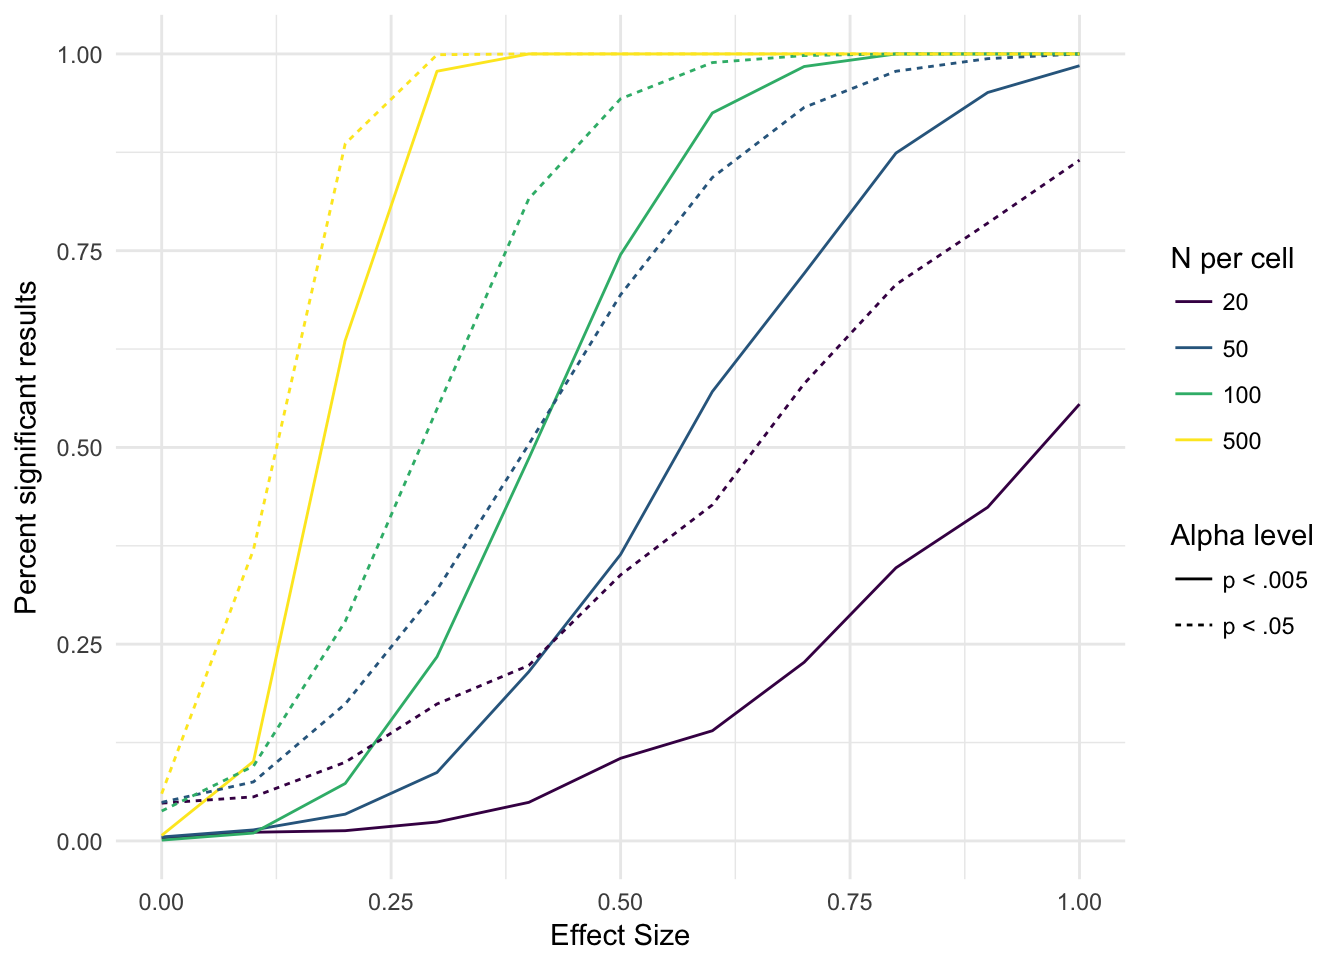 1.00
0.75
0.50
0.25
0.00
Percent significant results
0.00 0.25 0.50 0.75 1.00
Effect Size
N per cell
20
50
100
500
Alpha level
p < .005
p < .05